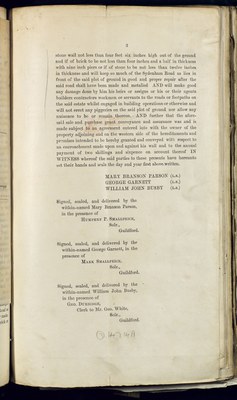 3
stone wall not less than four feet six inches high out of the ground
and if of brick to be not less than four inches and a half in thickness
with nine inch piers or if of stone to be not less than twelve inches
in thickness and will keep so much of the Sydenham Road as lies in
front of the said plot of ground in good and proper repair after the
said road shall have been made and metalled AND will make good
any damage done by him his heirs or assigns or his or their agents
builders contractors workmen or servants to the roads or footpaths on
the said estate whilst engaged in building operations or otherwise and
will not erect any piggeries on the said plot of ground nor allow any
nuisance to be or remain thereon AND further that the afore-
said sale and purchase grant conveyance and covenants was and is
made subject to an agreement entered into with the owner of the
property adjoining and on the western side of the hereditaments and
premises intended to be hereby granted and conveyed with respect to
an encroachment made upon and against his wall and to the annual
payment of two shillings and sixpence on account thereof IN
WITNESS whereof the said parties to these presents have hereunto
set their hands and seals the day and year first above written
MARY BRANSON PARSON (L.S.)
GEORGE GARNETT (L.S.)
WILLIAM JOHN BUSBY (L.S.)
Signed, sealed, and delivered by the
within-named Mary Branson Parson,
in the presence of
Humphry P. Smallpeice,
Solr.,
Guildford.
Signed, sealed, and delivered by the
within-named George Garnett, in the
presence of
Mark Smallpeice,
Solr.,
Guildford.
Signed, sealed, and delivered by the
within-named William John Busby,
in the presence of
Geo.
Clerk to Mr. Geo. White,
Solr.,
Guildford.